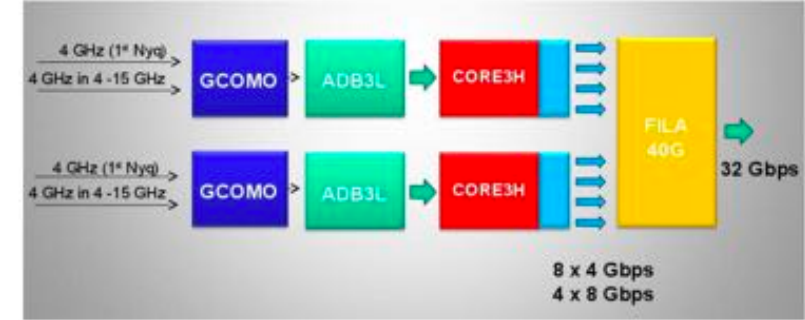 4 GHz (1st Nyq)
4 GHz in 4 -15 GHz
GCOMO
>
ADB3L
CORE3H
FILA
40G
32 Gbps
4 GHz (1st Nyq)
4 GHz in 4 -15 GHz
GCOMO
>
ADB3L
CORE3H
8 x 4 Gbps
4 x 8 Gbps